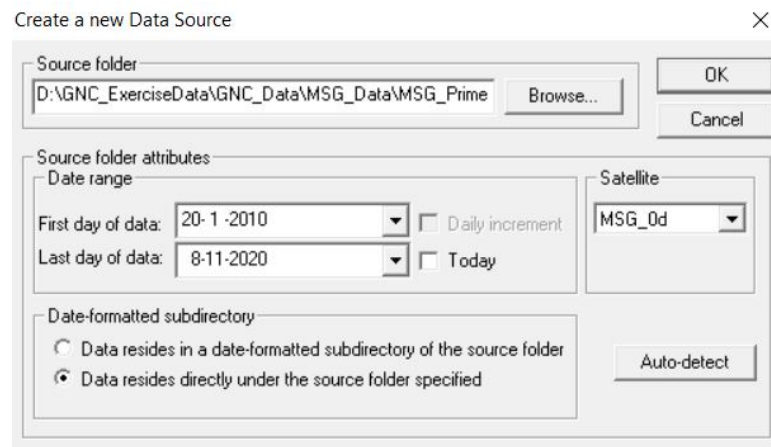 Create a new Data Source
Source folder
D:\GNC_ExerciseData\GNC_Data\MSG_Data\MSG_Prime
Browse...
OK
Cancel
Source folder attributes
Date range
First day of data: 20- 1 -2010 Daily increment
Last day of data: 8-11-2020 Today
Satellite
MSG_0d
Date-formatted subdirectory
Data resides in a date-formatted subdirectory of the source folder
Data resides directly under the source folder specified
Auto-detect